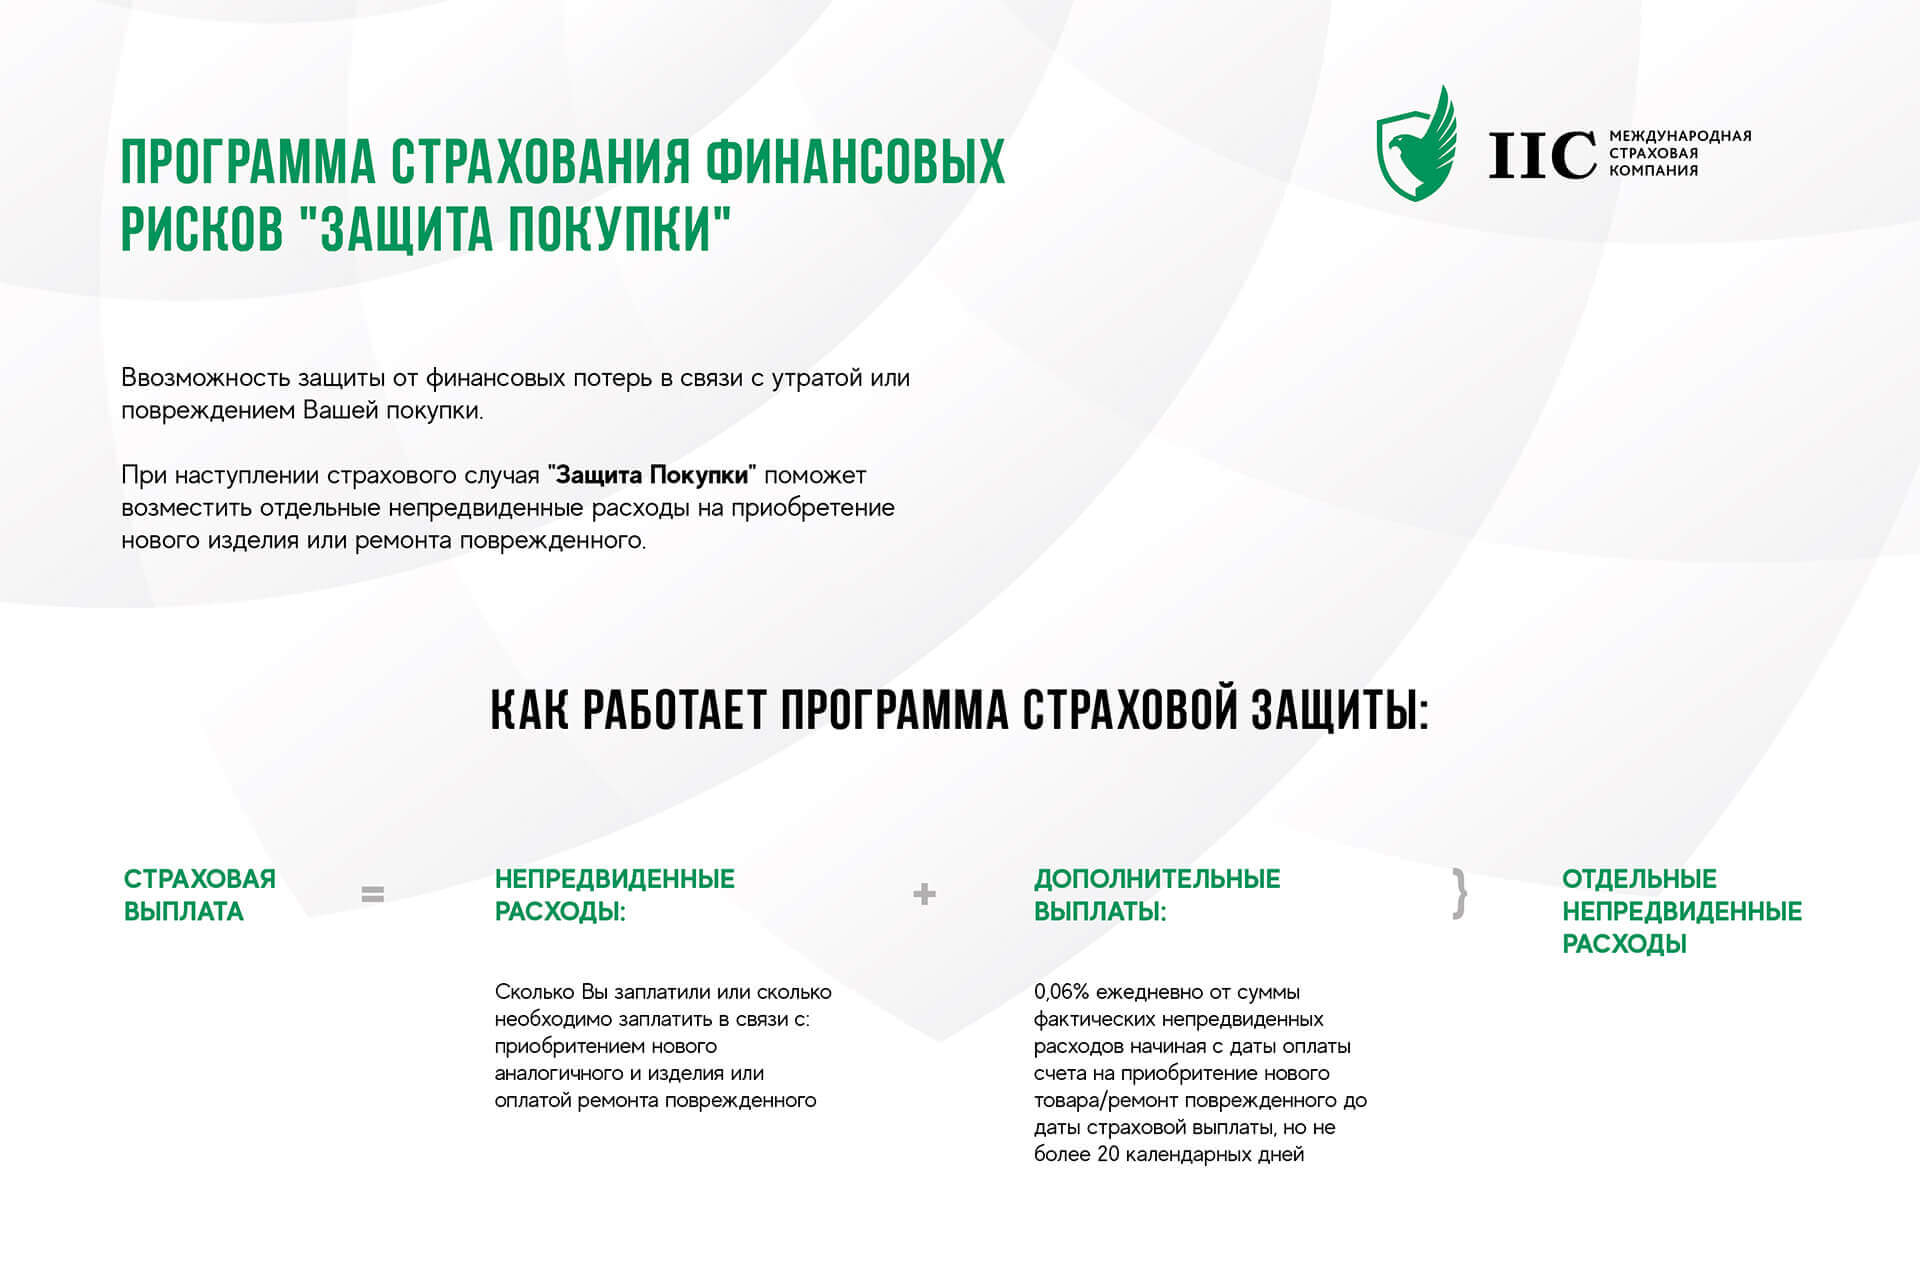 ПРОГРАММА СТРАХОВАНИЯ ФИНАНСОВЫХ
РИСКОВ "ЗАЩИТА ПОКУПКИ"
IIC
МЕЖДУНАРОДНАЯ
СТРАХОВАЯ
КОМПАНИЯ
Ввозможность защиты от финансовых потерь в связи с утратой или
повреждением Вашей покупки.
При наступлении страхового случая "Защита Покупки" поможет
возместить отдельные непредвиденные расходы на приобретение
нового изделия или ремонта поврежденного.
КАК РАБОТАЕТ ПРОГРАММА СТРАХОВОЙ ЗАЩИТЫ:
СТРАХОВАЯ
ВЫПЛАТА
=
НЕПРЕДВИДЕННЫЕ
РАСХОДЫ:
Сколько Вы заплатили или сколько
необходимо заплатить в связи с:
приобритением нового
аналогичного и изделия или
оплатой ремонта поврежденного
+
ДОПОЛНИТЕЛЬНЫЕ
ВЫПЛАТЫ:
0,06% ежедневно от суммы
фактических непредвиденных
расходов начиная с даты оплаты
счета на приобритение нового
товара/ремонт поврежденного до
даты страховой выплаты, но не
более 20 календарных дней
}
ОТДЕЛЬНЫЕ
НЕПРЕДВИДЕННЫЕ
РАСХОДЫ